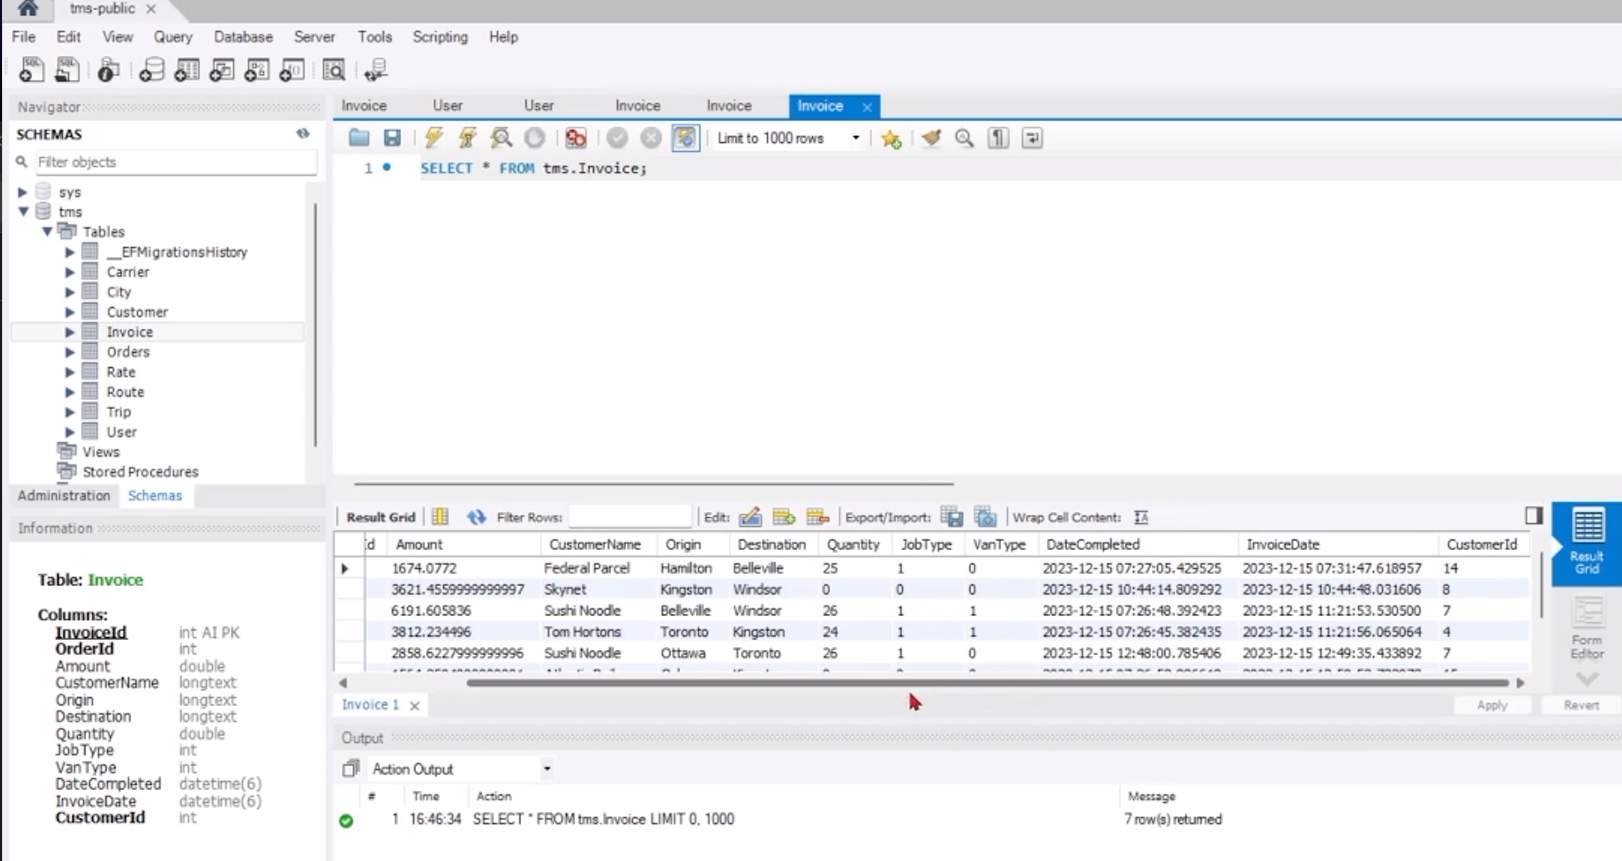 tms-public
File Edit View Query Database Server Tools Scripting Help
Navigator
SCHEMAS
Filter objects
sys
tms
Tables
__EFMigrationsHistory
Carrier
City
Customer
Invoice
Orders
Rate
Route
Trip
User
Views
Stored Procedures
Administration Schemas
Information
Table: Invoice
Columns:
InvoiceId int AI PK
OrderId int
Amount double
CustomerName longtext
Origin longtext
Destination longtext
Quantity double
JobType int
VanType int
DateCompleted datetime(6)
InvoiceDate datetime(6)
CustomerId int
Invoice User User Invoice Invoice Invoice
Limit to 1000 rows
1 SELECT * FROM tms.Invoice;
Result Grid Filter Rows: Edit: Export/Import: Wrap Cell Content:
Amount CustomerName Origin Destination Quantity JobType VanType DateCompleted InvoiceDate CustomerId
1674.0772 Federal Parcel Hamilton Belleville 25 1 0 2023-12-15 07:27:05.429525 2023-12-15 07:31:47.618957 14
3621.4559999999997 Skynet Kingston Windsor 0 0 0 2023-12-15 10:44:14.809292 2023-12-15 10:44:48.031606 8
6191.605836 Sushi Noodle Belleville Windsor 26 1 1 2023-12-15 07:26:48.392423 2023-12-15 11:21:53.530500 7
3812.234496 Tom Hortons Toronto Kingston 24 1 1 2023-12-15 07:26:45.382435 2023-12-15 11:21:56.065064 4
2858.6227999999996 Sushi Noodle Ottawa Toronto 26 1 0 2023-12-15 12:48:00.785406 2023-12-15 12:49:35.433892 7
Result
Grid
Form
Editor
Invoice 1
Apply Revert
Output
Action Output
# Time Action Message
1 16:46:34 SELECT * FROM tms.Invoice LIMIT 0, 1000 7 row(s) returned